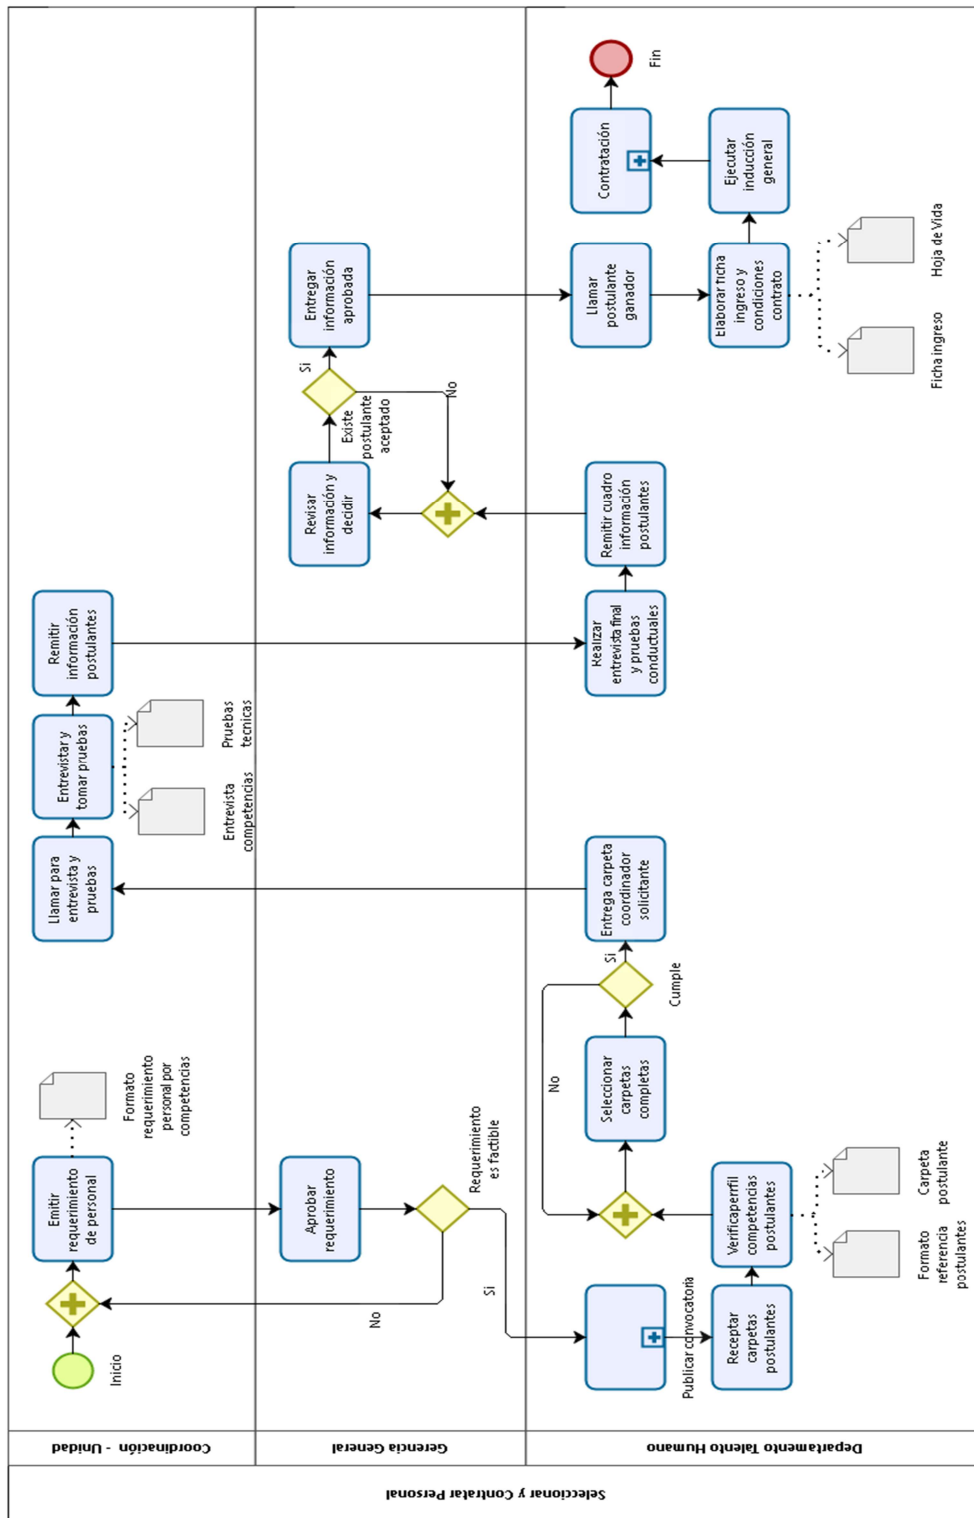 Seleccionar y Contratar Personal
Coordinación - Unidad
Inicio
Emitir
requerimiento
de personal
Formato
requerimiento
personal por
competencias
Llamar para
entrevista y
pruebas
Entrevistar y
tomar pruebas
Entrevista
competencias
Pruebas
tecnicas
Remitir
información
postulantes
Gerencia General
No
Aprobar
requerimiento
Requerimiento
es factible
Si
Revisar
información y
decidir
Existe
postulante
aceptado
Si
No
Entregar
información
aprobada
Departamento Talento Humano
Publicar convocatoria
Receptar
carpetas
postulantes
Verificaperfil
competencias
postulantes
Formato
referencia
postulantes
Carpeta
postulante
No
Seleccionar
carpetas
completas
Cumple
Si
Entrega carpeta
coordinador
solicitante
Realizar
entrevista final
y pruebas
conductuales
Remitir cuadro
información
postulantes
Llamar
postulante
ganador
Elaborar ficha
ingreso y
condiciones
contrato
Ficha ingreso
Hoja de Vida
Ejecutar
inducción
general
Contratación
Fin